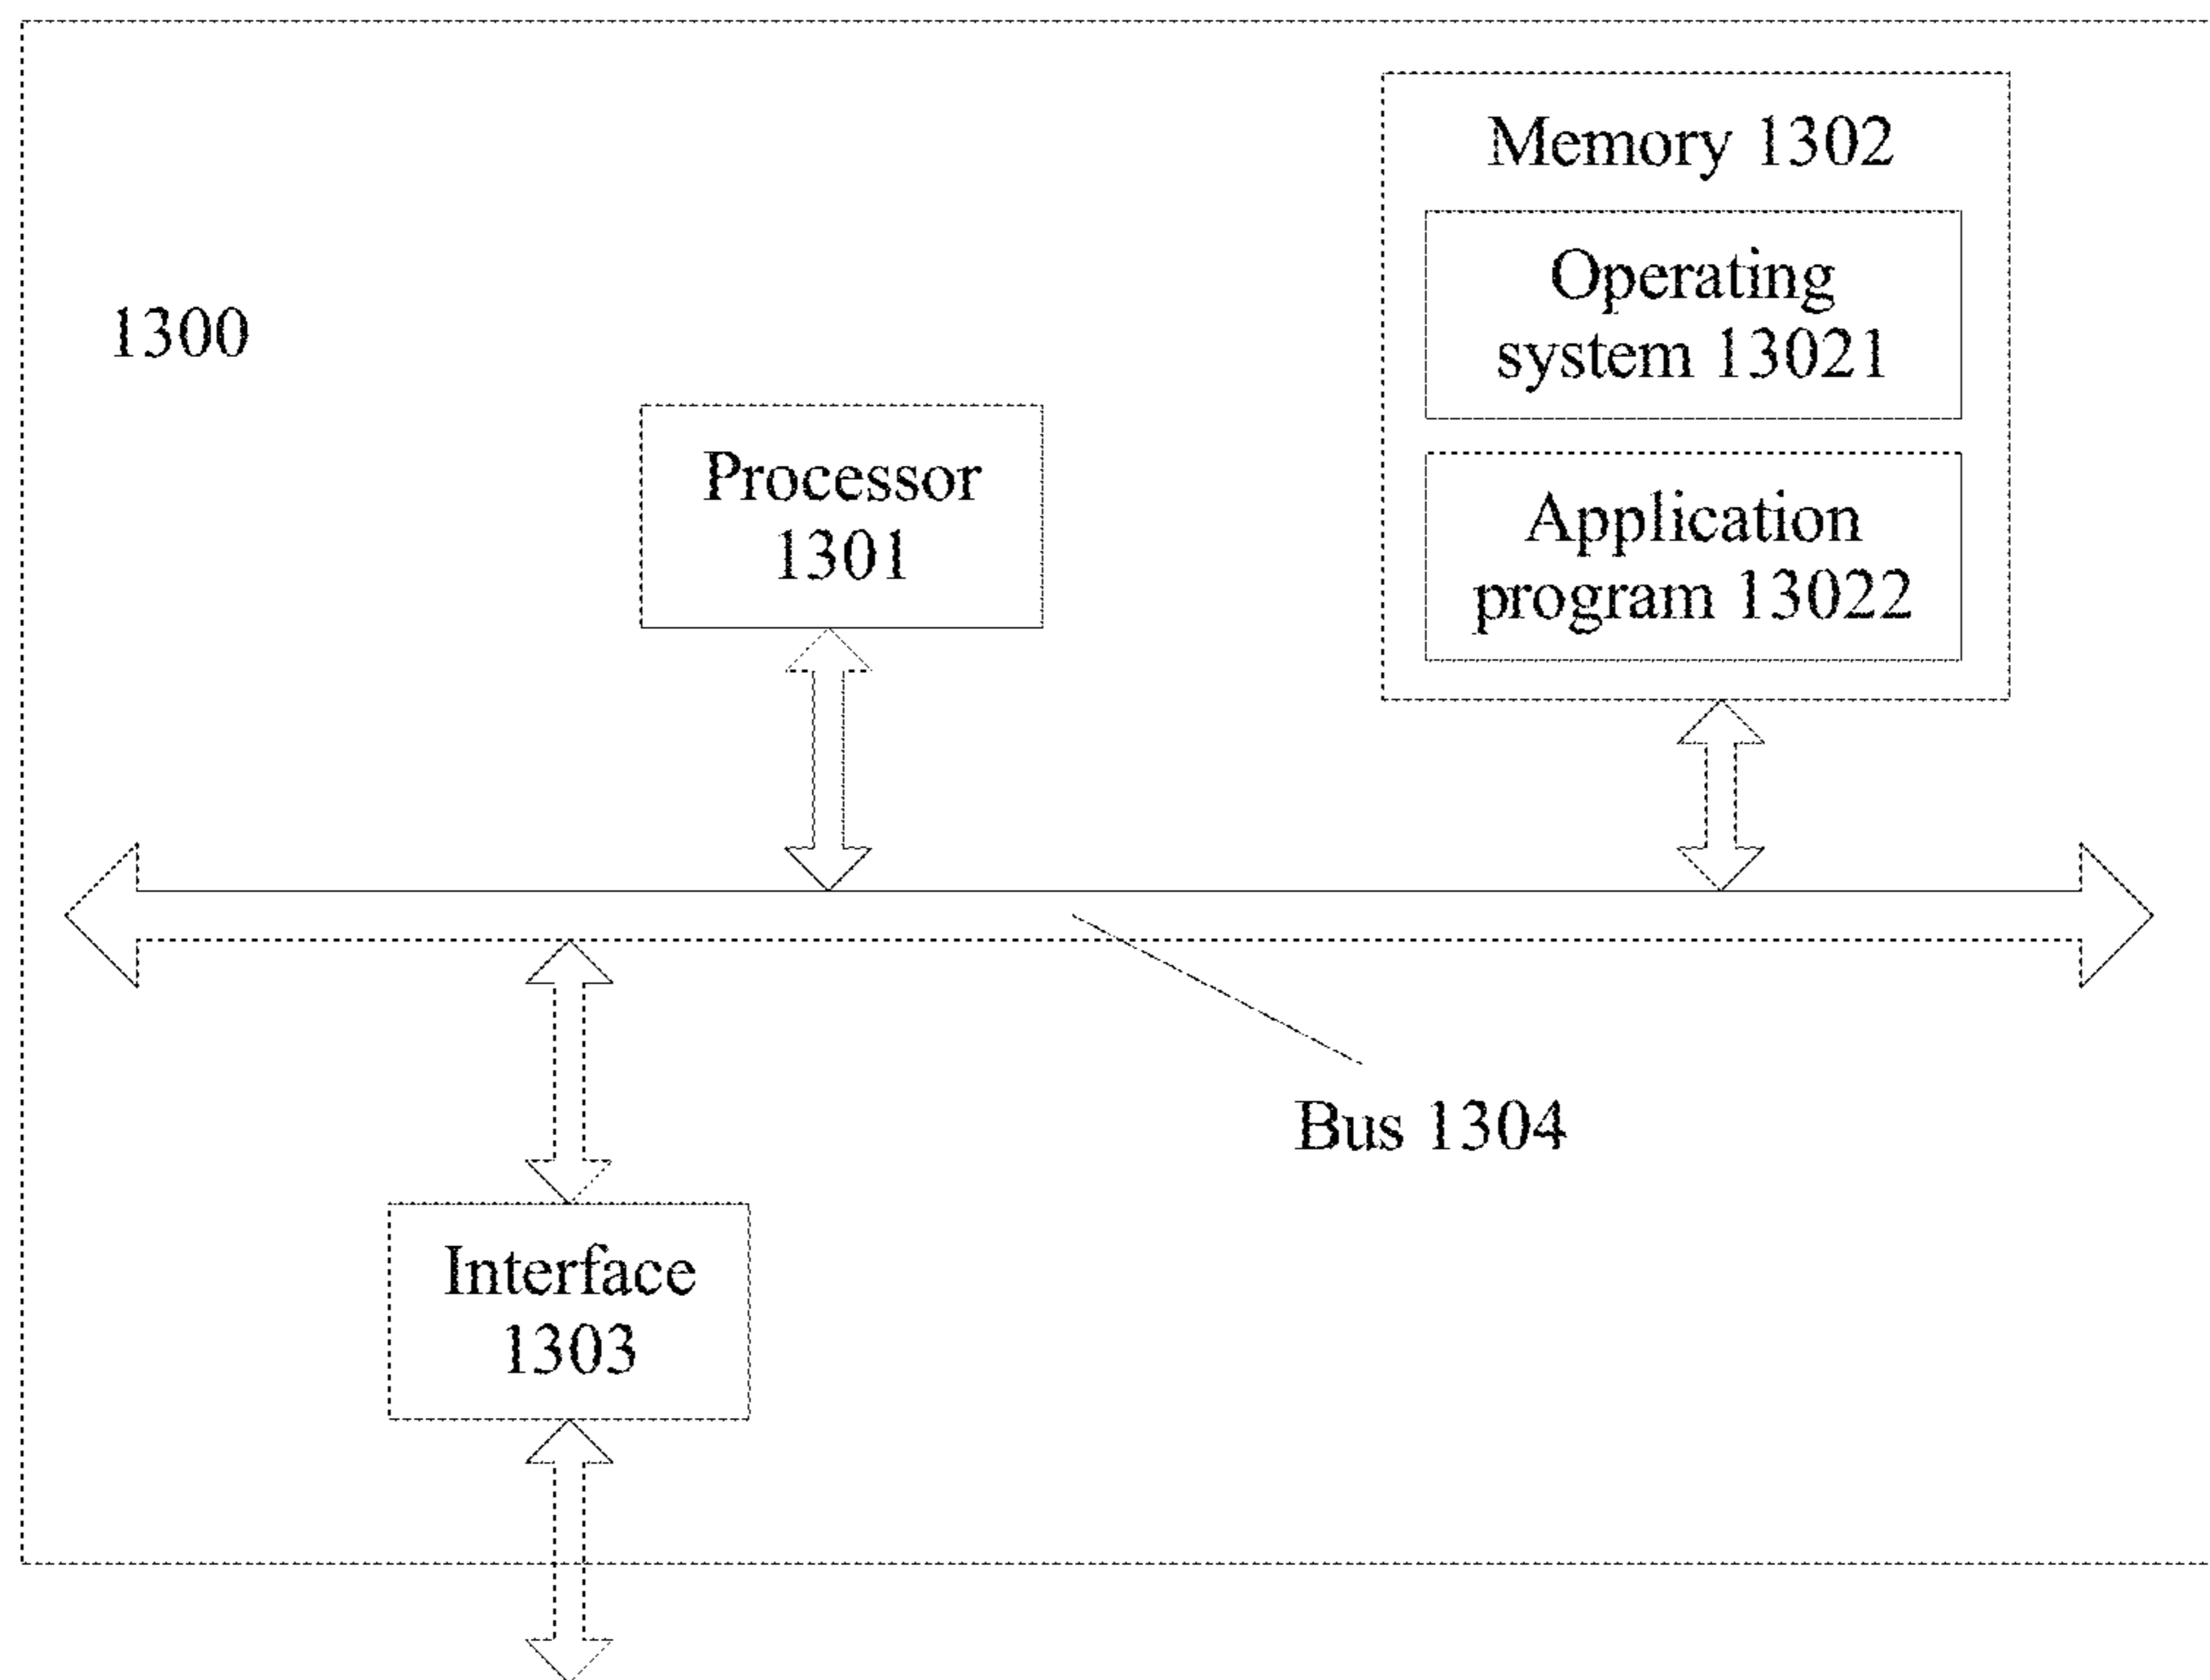 Memory 1302
Operating
system 13021
1300
Processor
1301
Application
program 13022
Bus 1304
Interface
1303